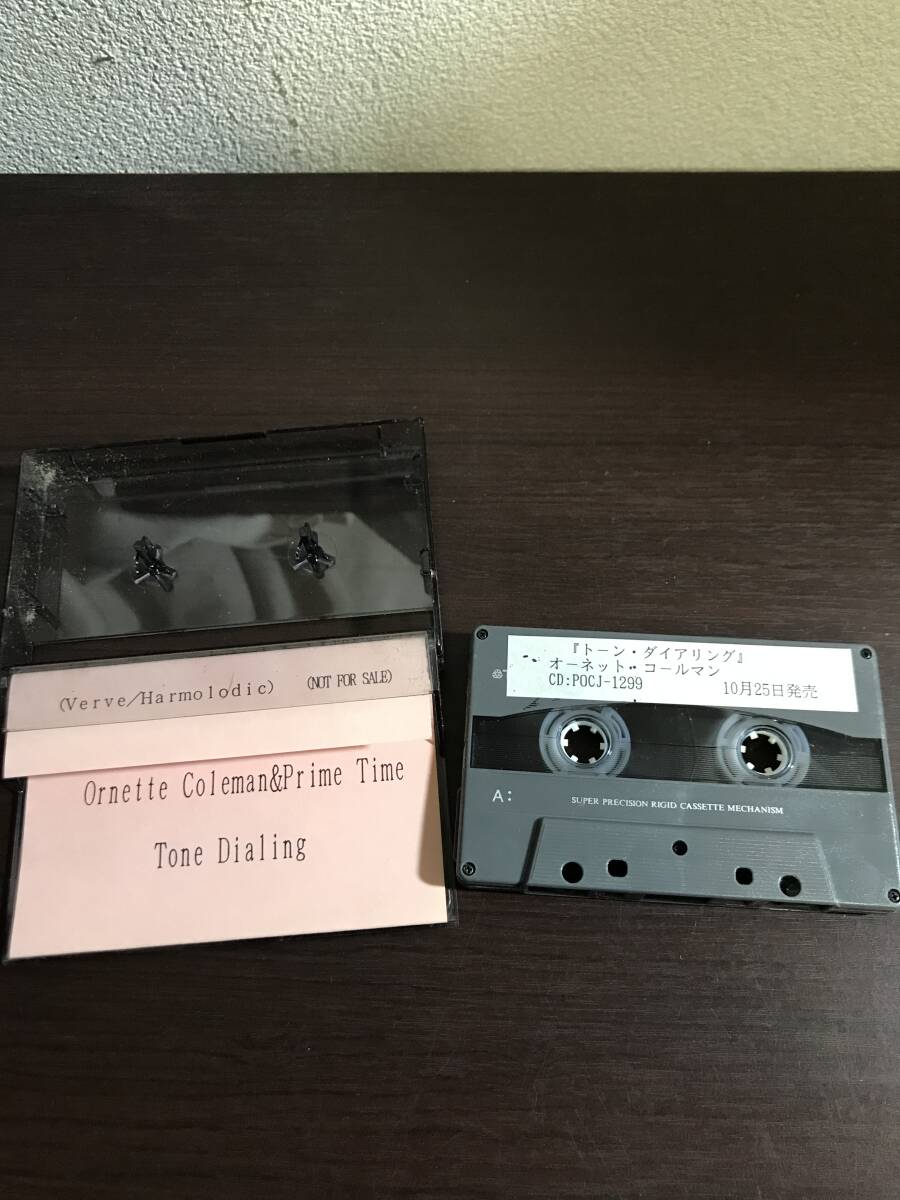 (Verve/Harmolodic) (NOT FOR SALE)
Ornette Coleman&Prime Time
Tone Dialing
『トーン・ダイアリング』
オーネット・コールマン
CD:POCJ-1299 10月25日発売
A:
SUPER PRECISION RIGID CASSETTE MECHANISM